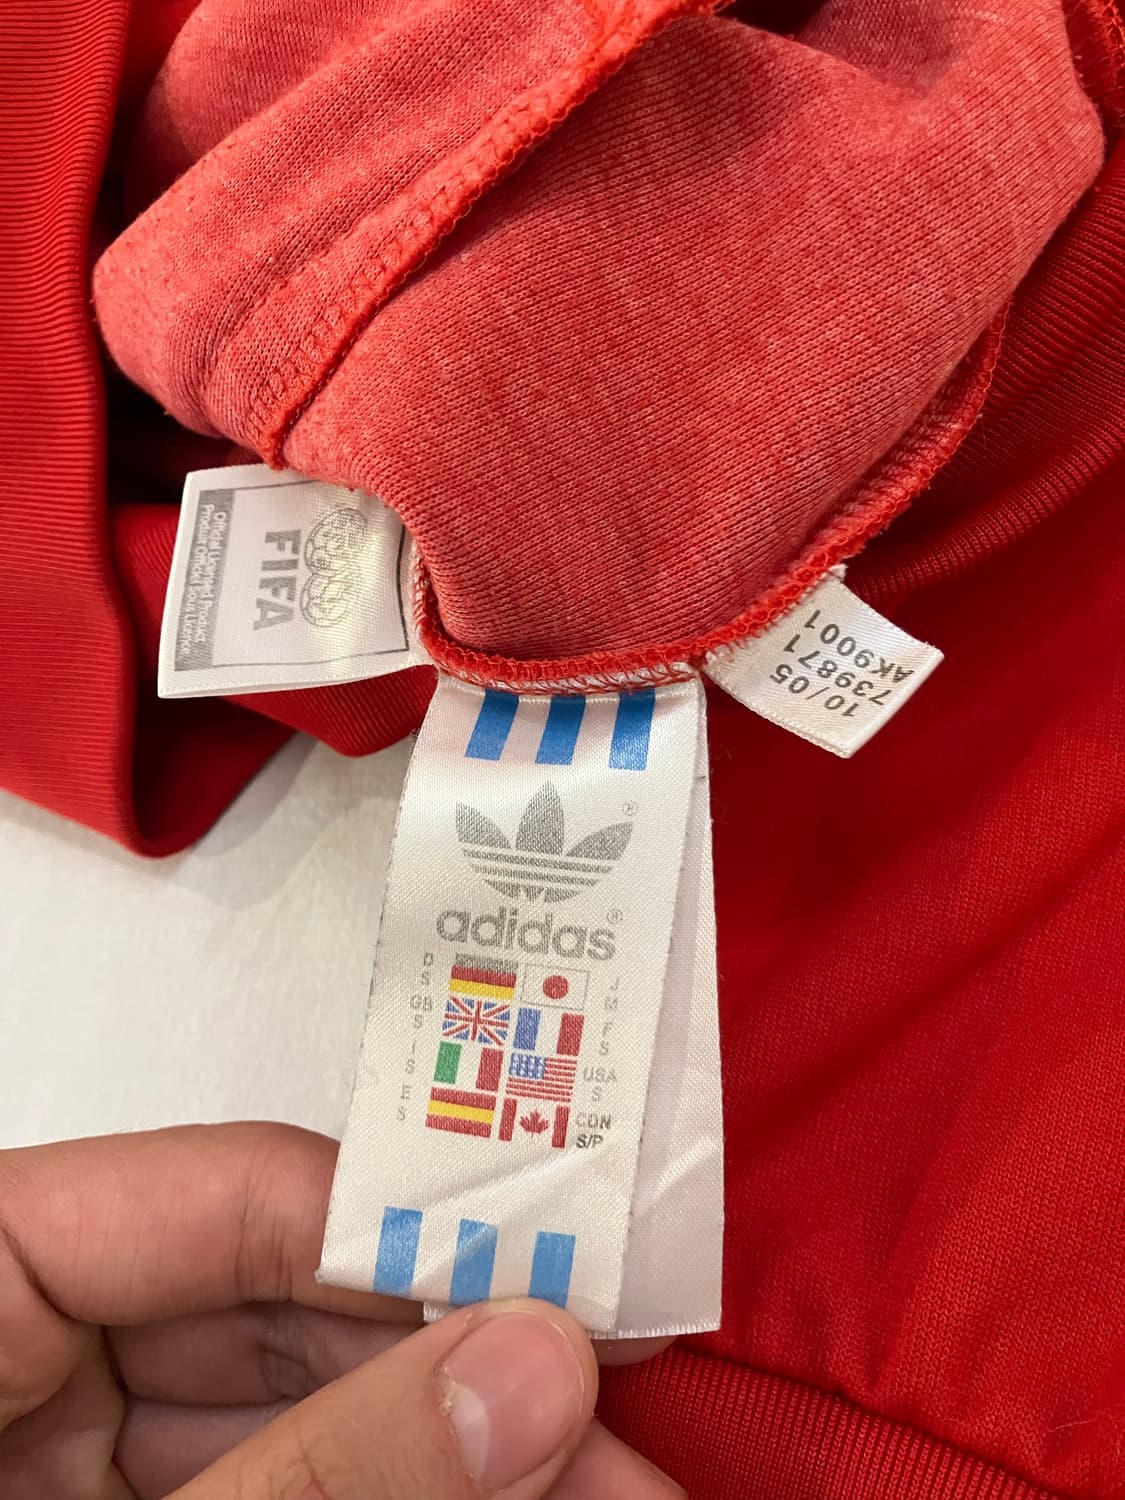 Official Licensed Product
Produit Officiel Sous Licence
FIFA
10/05
739871
AK9001
®
adidas®
D
S
GB
S
I
S
E
S
J
M
F
S
USA
S
CDN
S/P